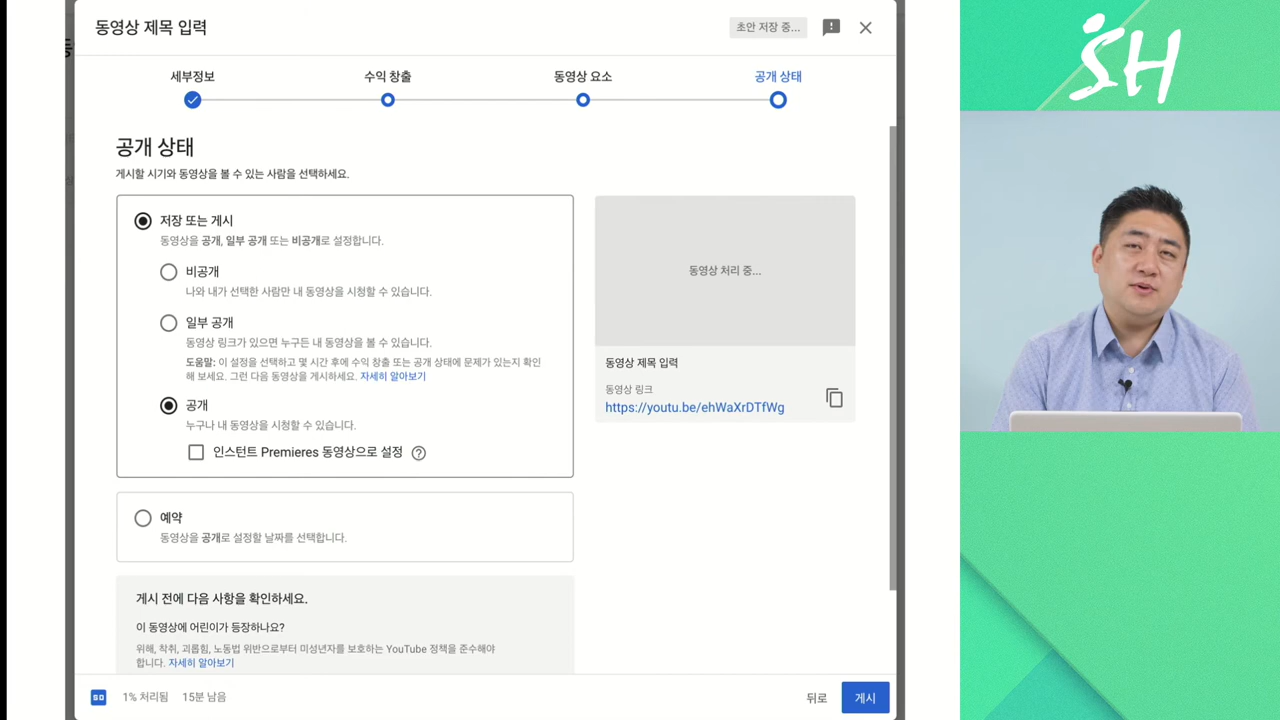 동영상 제목 입력
초안 저장 중...
세부정보
수익 창출
동영상 요소
공개 상태
공개 상태
게시할 시기와 동영상을 볼 수 있는 사람을 선택하세요.
저장 또는 게시
동영상을 공개, 일부 공개 또는 비공개로 설정합니다.
비공개
나와 내가 선택한 사람만 내 동영상을 시청할 수 있습니다.
일부 공개
동영상 링크가 있으면 누구든 내 동영상을 볼 수 있습니다.
도움말: 이 설정을 선택하고 몇 시간 후에 수익 창출 또는 공개 상태에 문제가 있는지 확인
해 보세요. 그런 다음 동영상을 게시하세요. 자세히 알아보기
공개
누구나 내 동영상을 시청할 수 있습니다.
인스턴트 Premieres 동영상으로 설정
예약
동영상을 공개로 설정할 날짜를 선택합니다.
게시 전에 다음 사항을 확인하세요.
이 동영상에 어린이가 등장하나요?
위해, 착취, 괴롭힘, 노동법 위반으로부터 미성년자를 보호하는 YouTube 정책을 준수해야
합니다. 자세히 알아보기
동영상 처리 중...
동영상 제목 입력
동영상 링크
https://youtu.be/ehWaXrDTfWg
SD
1% 처리됨
15분 남음
뒤로
게시
SH